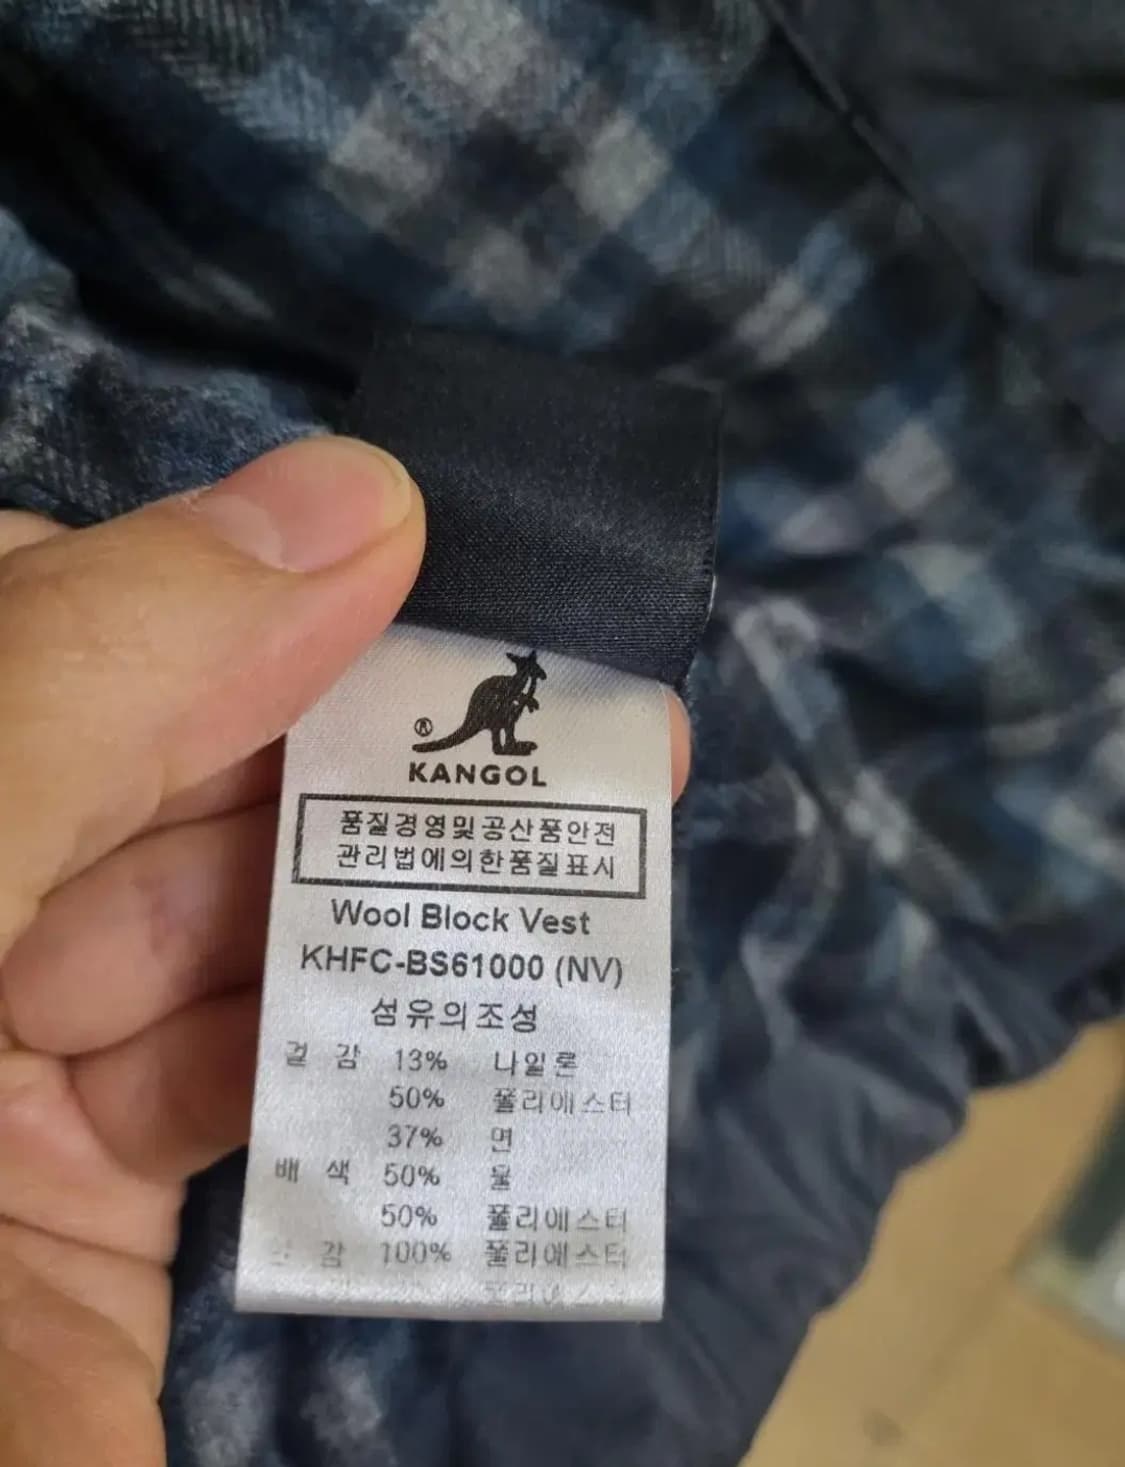 ®
KANGOL
품질경영및공산품안전
관리법에의한품질표시
Wool Block Vest
KHFC-BS61000 (NV)
섬유의조성
겉 감 13% 나일론
50% 폴리에스터
37% 면
배 색 50% 울
50% 폴리에스터
감 100% 폴리에스터